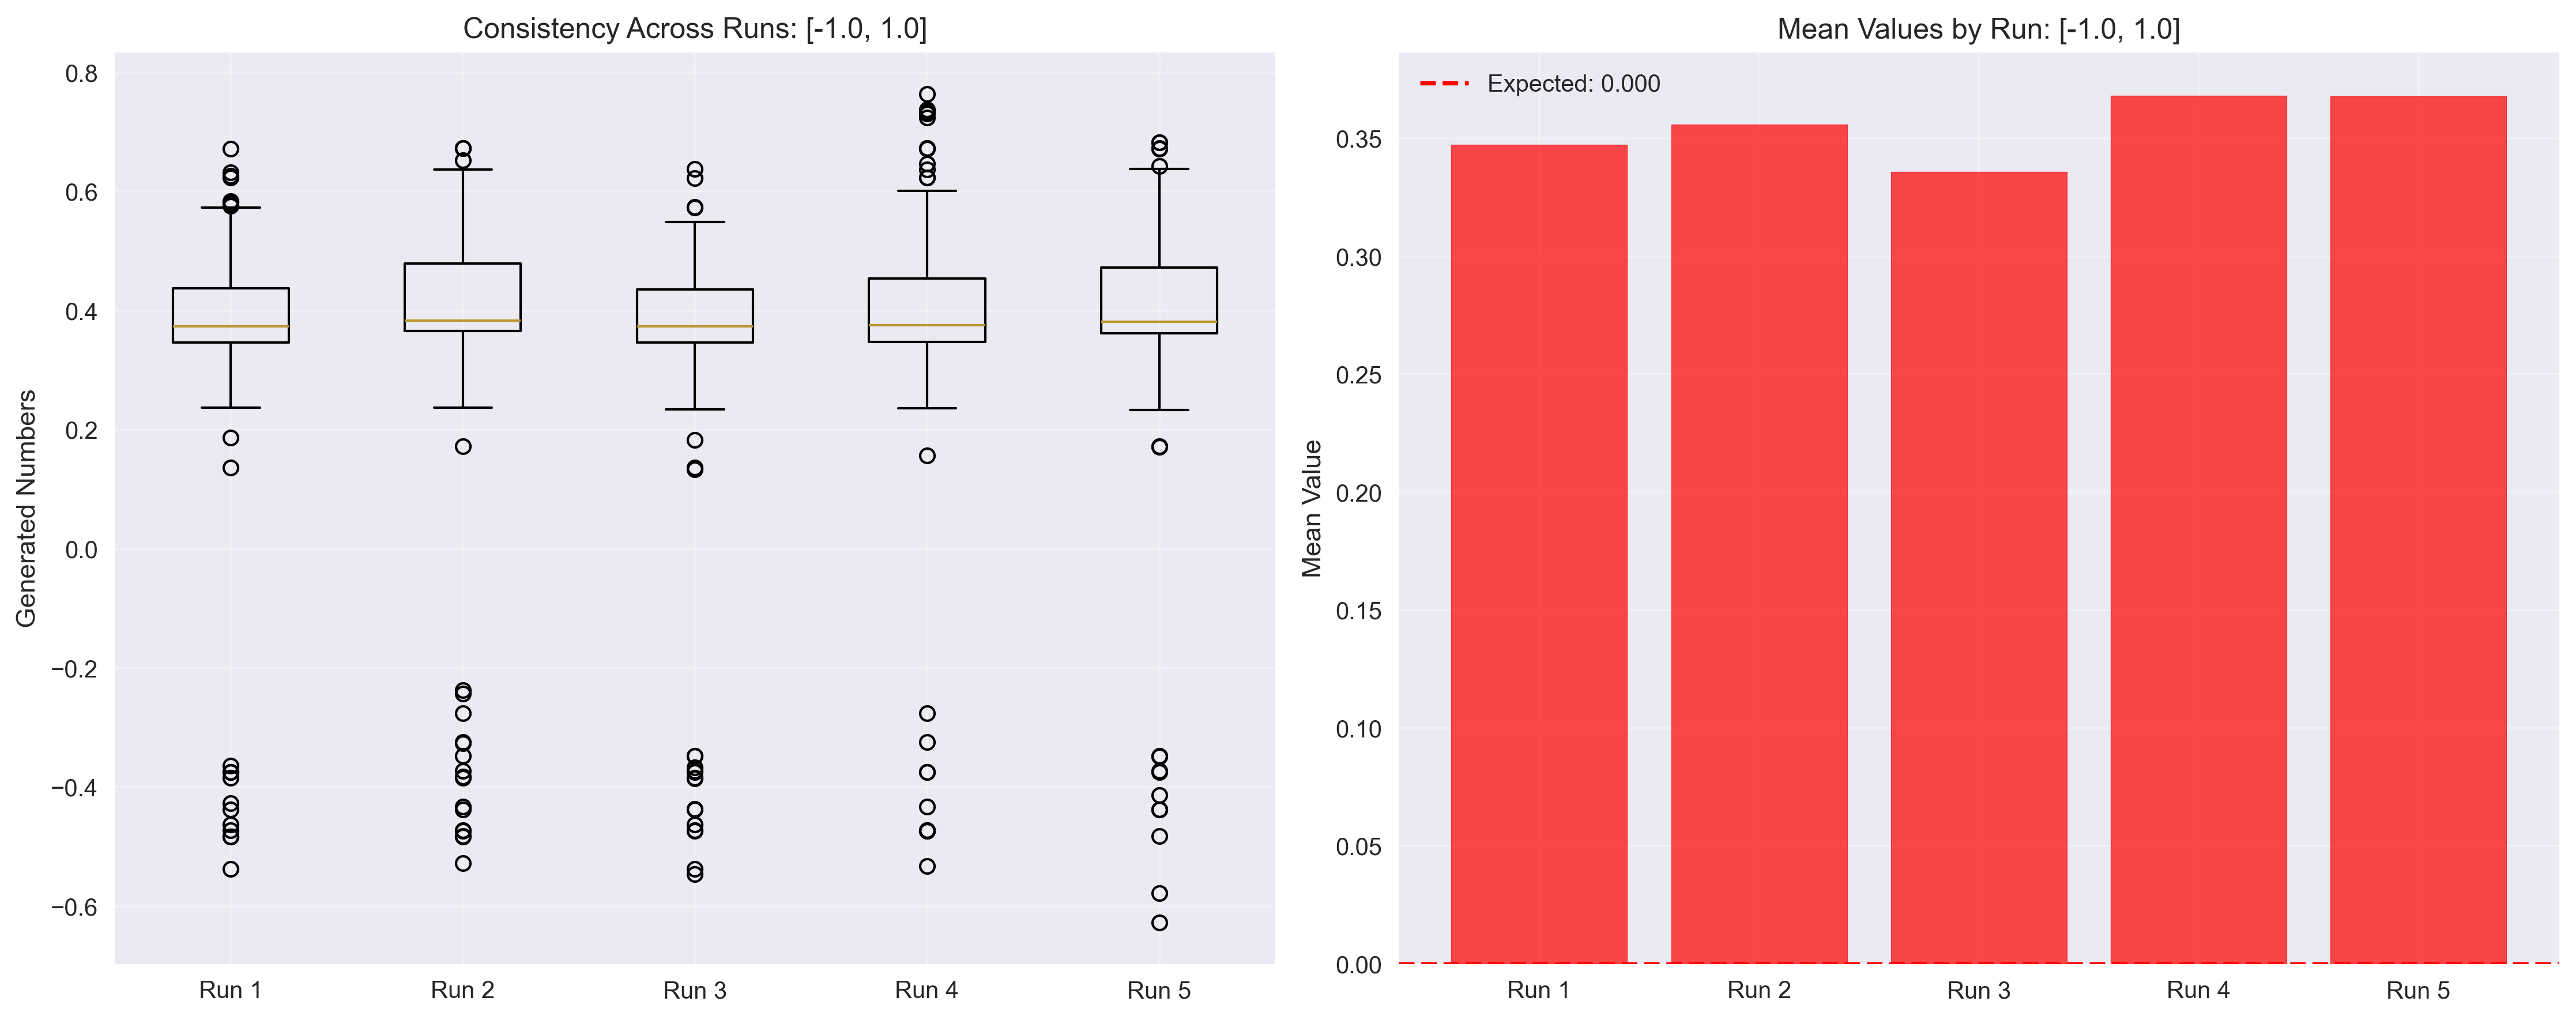 Consistency Across Runs: [-1.0, 1.0]
Generated Numbers
0.8
0.6
0.4
0.2
0.0
−0.2
−0.4
−0.6
Run 1
Run 2
Run 3
Run 4
Run 5
Mean Values by Run: [-1.0, 1.0]
Expected: 0.000
Mean Value
0.35
0.30
0.25
0.20
0.15
0.10
0.05
0.00
Run 1
Run 2
Run 3
Run 4
Run 5